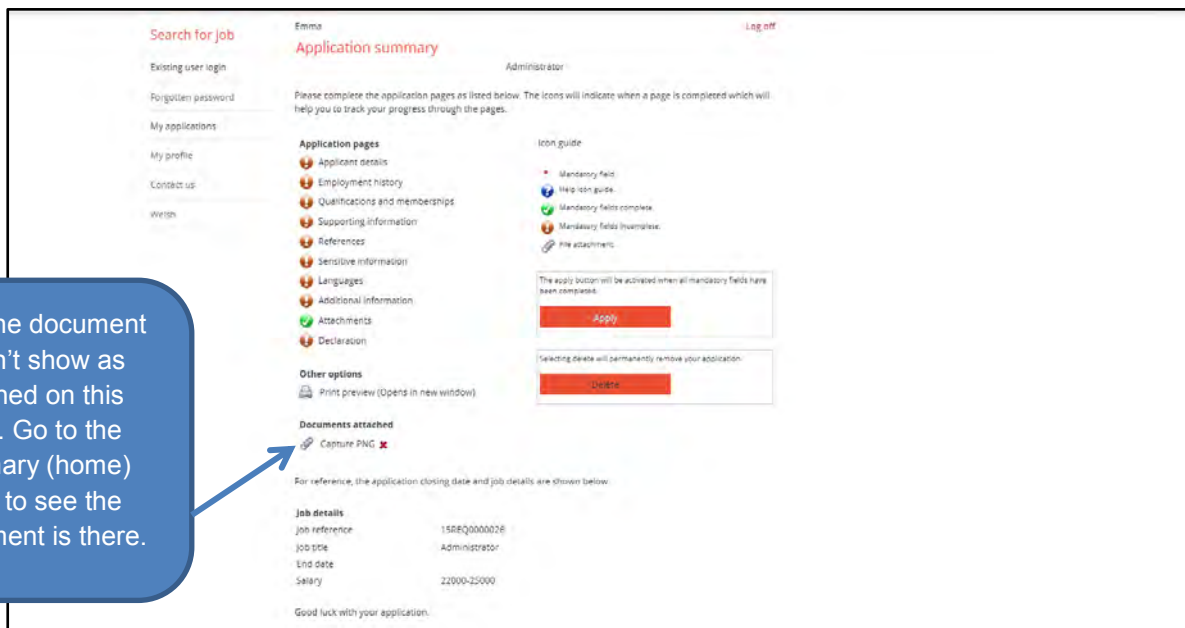 Search for job
Existing user login
Forgotten password
My applications
My profile
Contact us
Welsh
Emma
Log off
Application summary
Administrator
Please complete the application pages as listed below. The icons will indicate when a page is completed which will
help you to track your progress through the pages.
Application pages
Applicant details
Employment history
Qualifications and memberships
Supporting information
References
Sensitive information
Languages
Additional information
Attachments
Declaration
Other options
Print preview (Opens in new window)
Documents attached
Capture PNG
Icon guide
* Mandatory field
Help icon guide.
Mandatory fields complete.
Mandatory fields incomplete.
File attachment.
The apply button will be activated when all mandatory fields have
been completed.
Apply
Selecting delete will permanently remove your application.
Delete
For reference, the application closing date and job details are shown below.
Job details
Job reference 15REQ0000026
Job title Administrator
End date
Salary 22000-25000
Good luck with your application.
document
show as
on this
Go to the
(home)
to see the
is there.